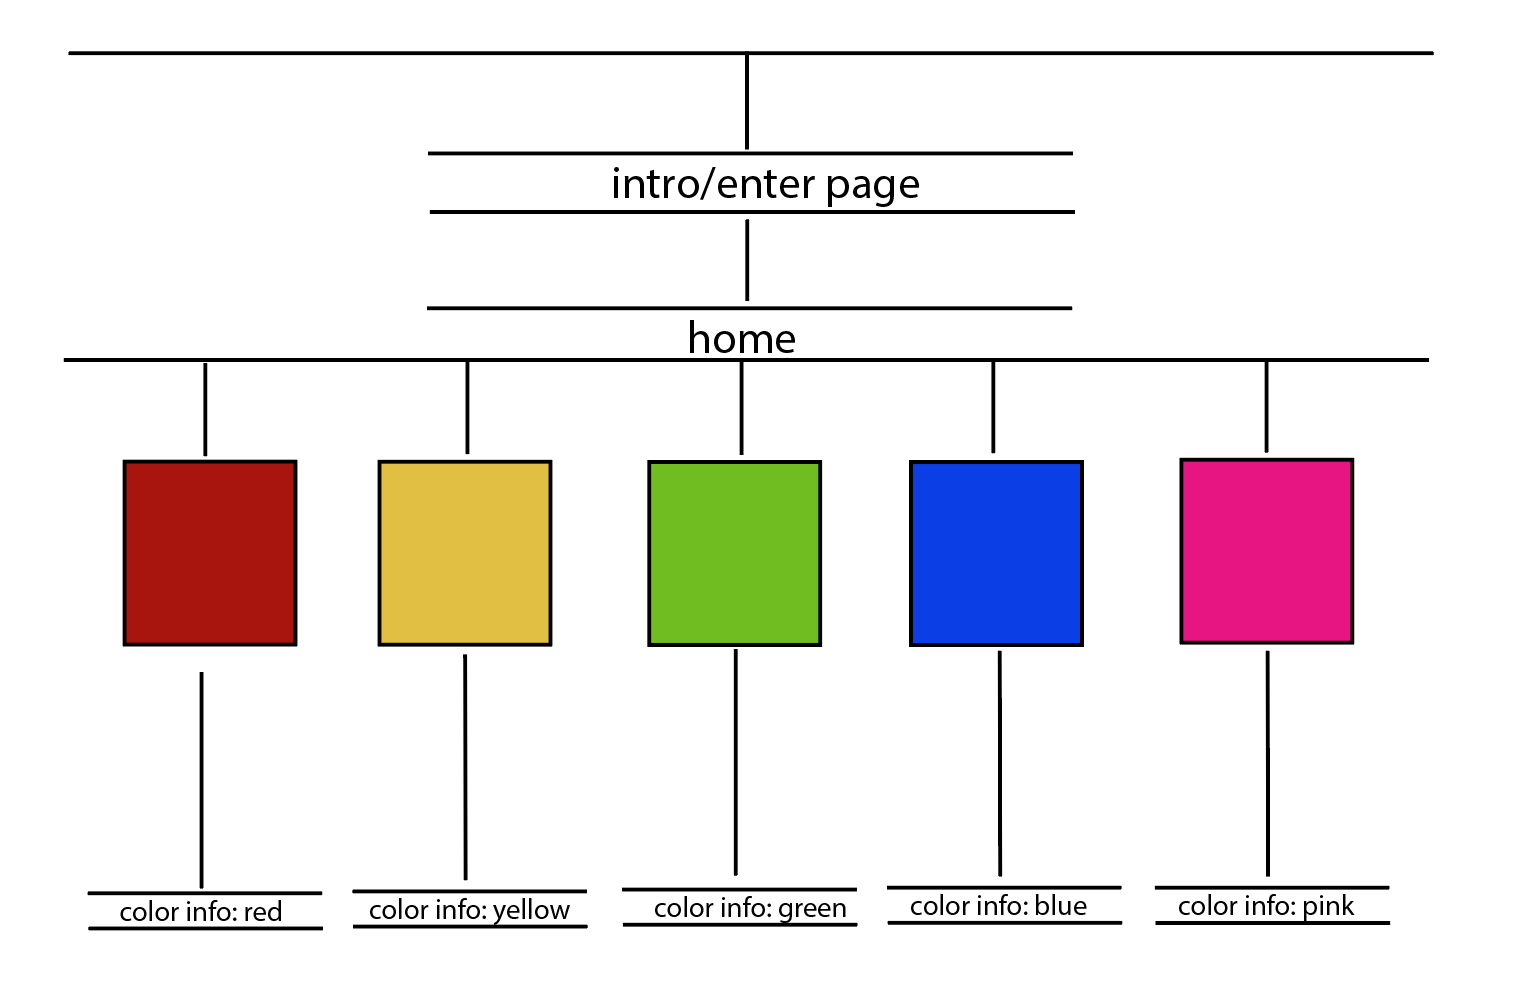 intro/enter page
home
color info: red
color info: yellow
color info: green
color info: blue
color info: pink